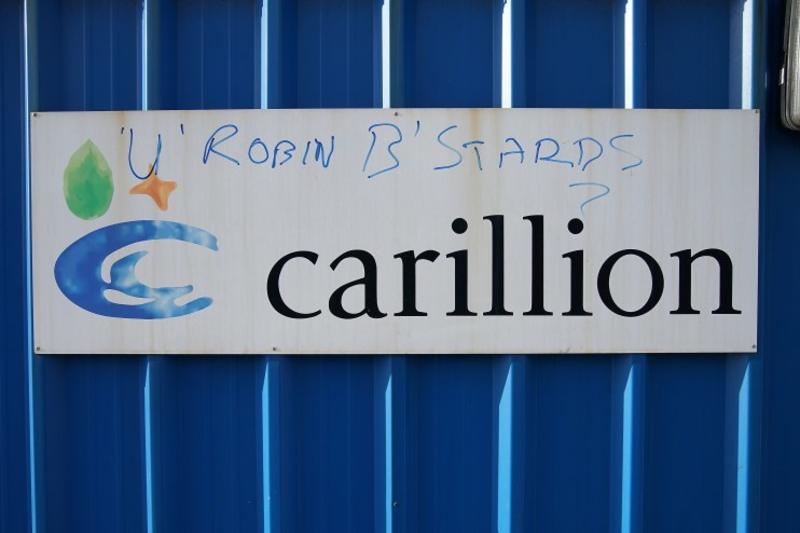 'U' ROBIN B'STARDS
?
carillion